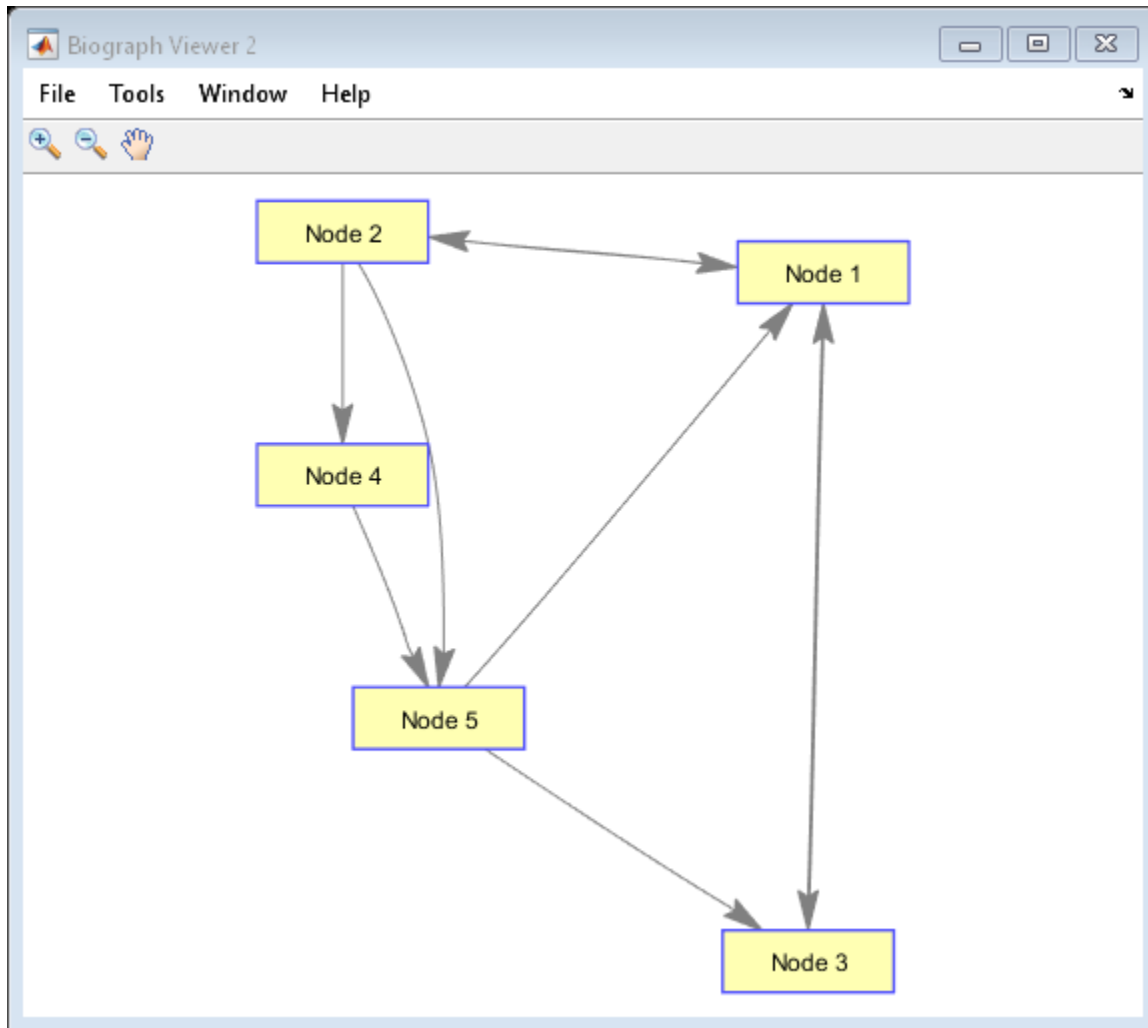 Biograph Viewer 2
File Tools Window Help
Node 2
Node 1
Node 4
Node 5
Node 3